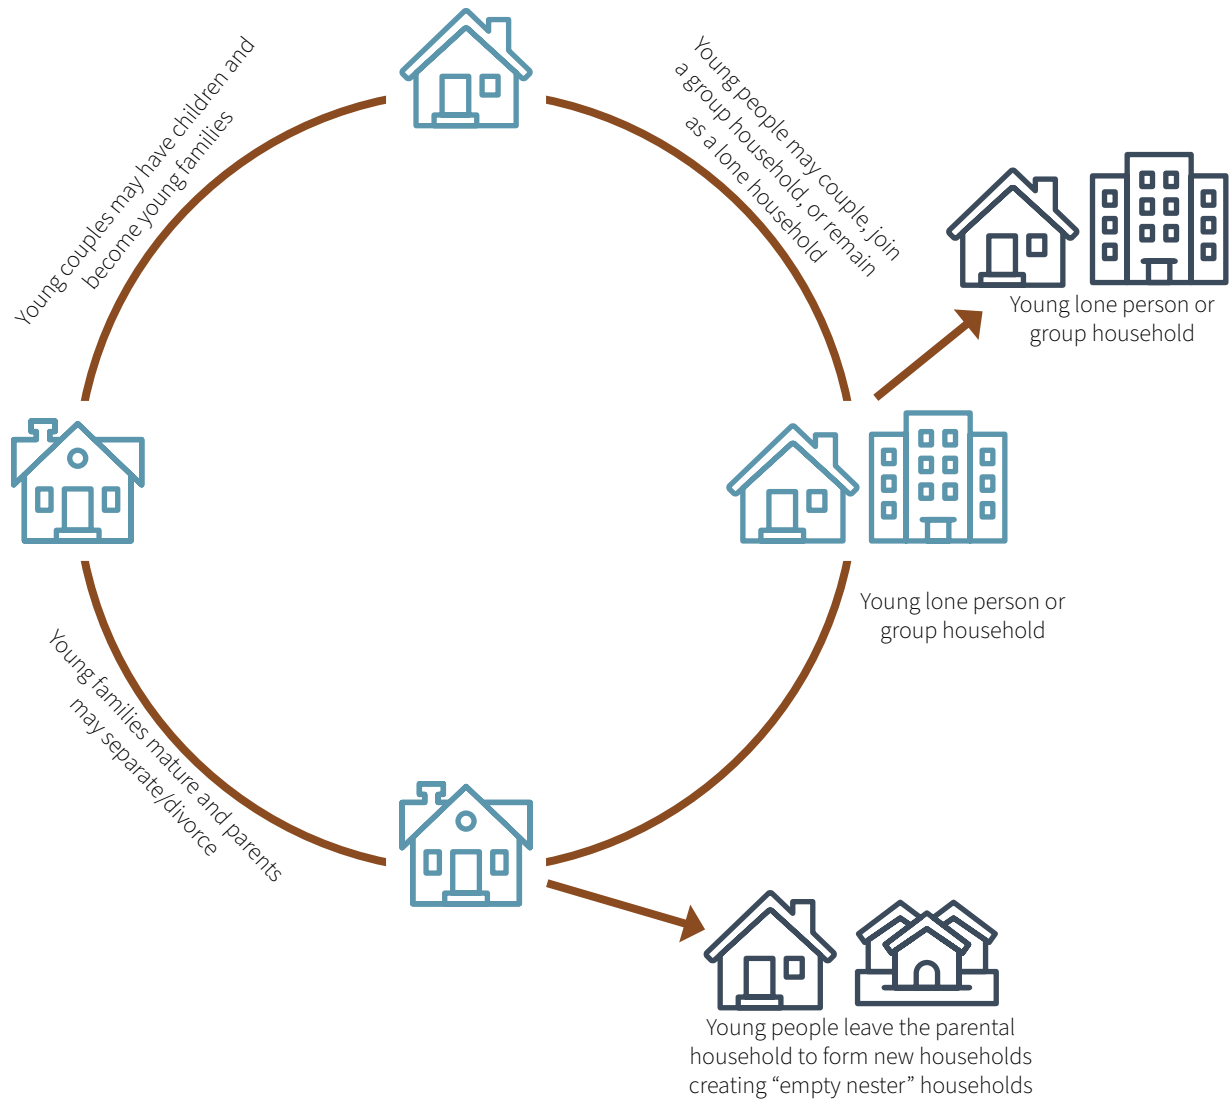 Young couples may have children and
become young families
Young people may couple, join
a group household, or remain
as a lone household
Young lone person or
group household
Young lone person or
group household
Young families mature and parents
may separate/divorce
Young people leave the parental
household to form new households
creating “empty nester” households